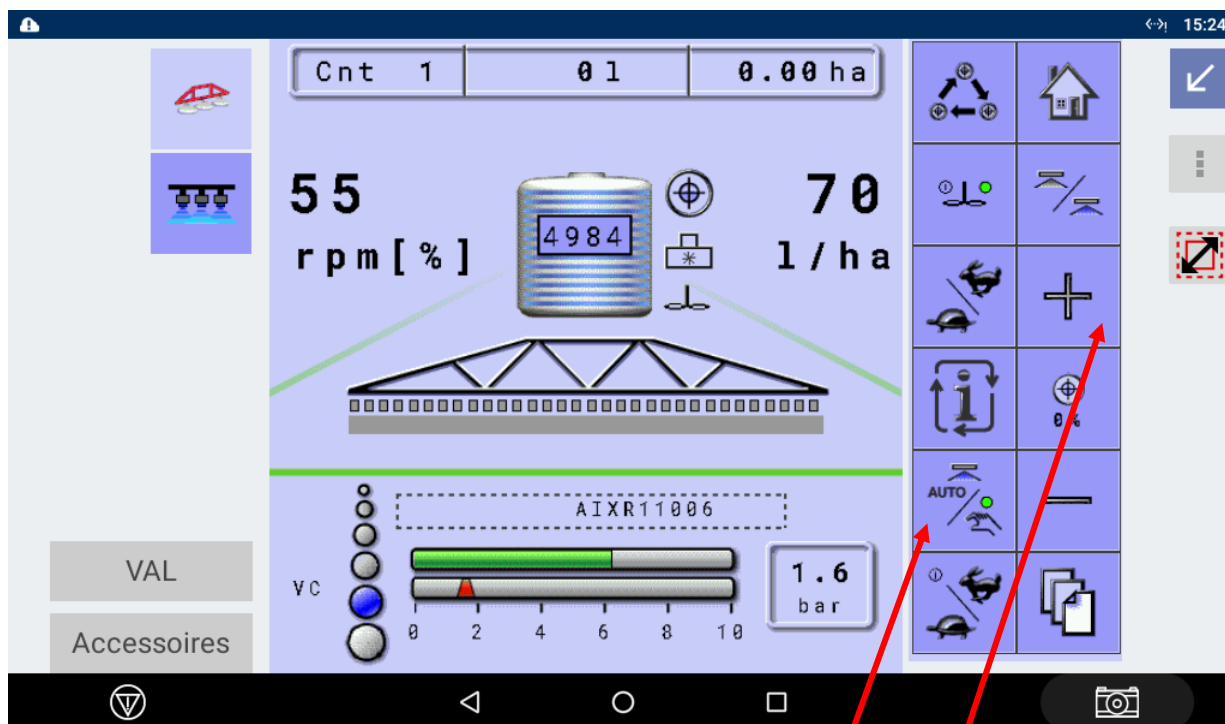 15:24
Cnt 1 0 l 0.00 ha
55 4984 70
rpm[%] l/ha
0%
AIXR11006
AUTO
VAL
VC
1.6
bar
0 2 4 6 8 10
Accessoires